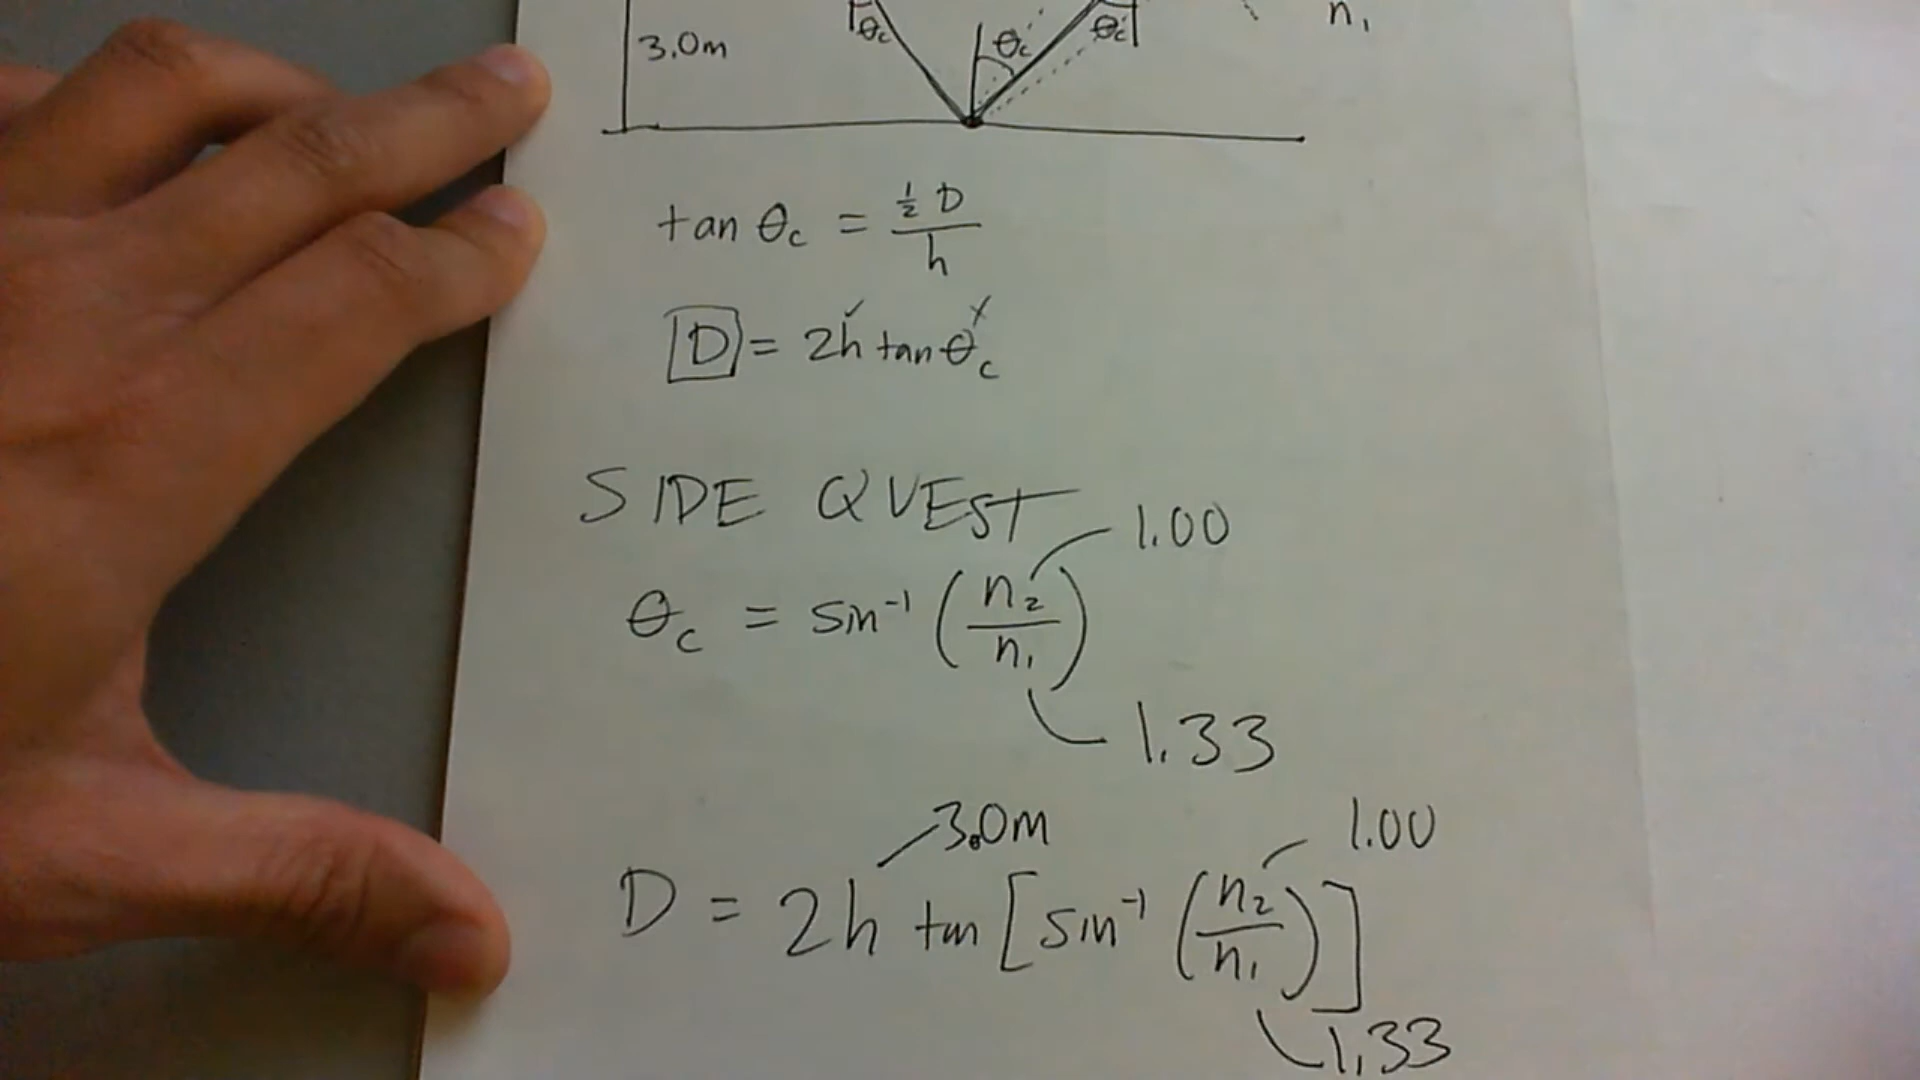 3.0m θc θc θc n₁
tan θc = ½ D / h
D = 2h tan θc
SIDE QUEST
1.00
θc = sin⁻¹ (n₂ / n₁)
1.33
3.0m 1.00
D = 2h tan [sin⁻¹ (n₂ / n₁)]
1.33